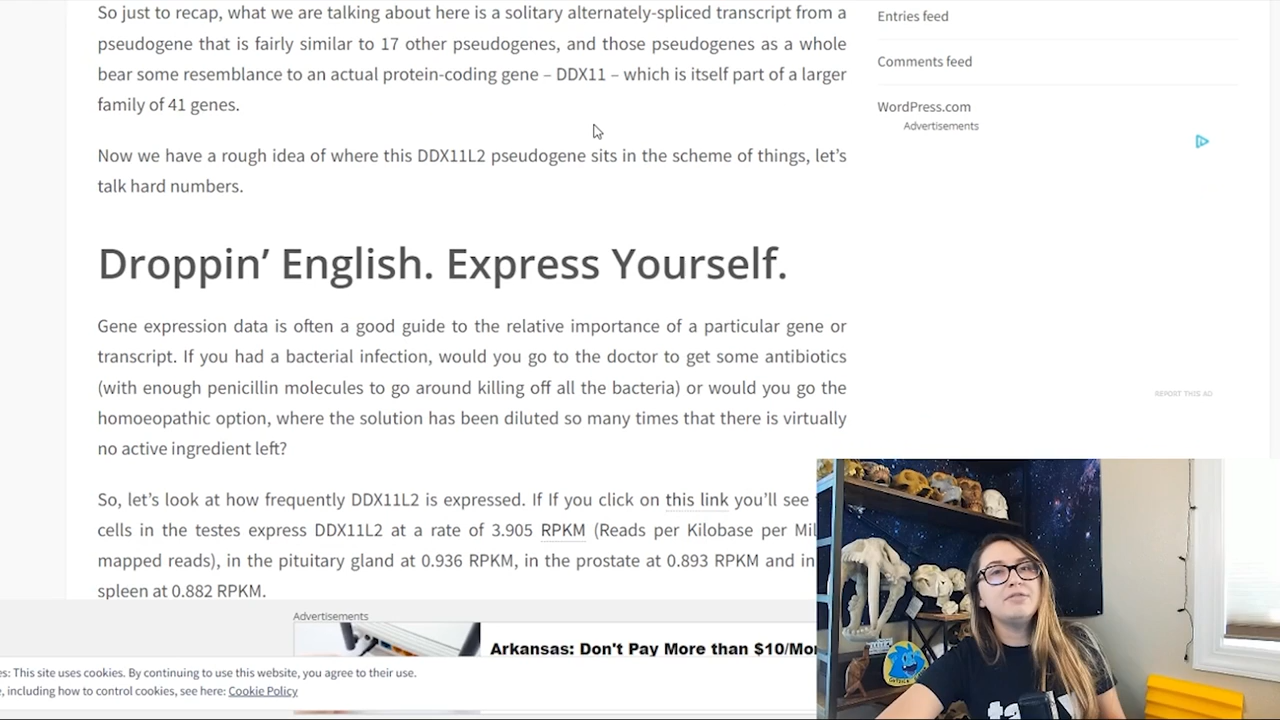 So just to recap, what we are talking about here is a solitary alternately-spliced transcript from a
pseudogene that is fairly similar to 17 other pseudogenes, and those pseudogenes as a whole
bear some resemblance to an actual protein-coding gene – DDX11 – which is itself part of a larger
family of 41 genes.
Now we have a rough idea of where this DDX11L2 pseudogene sits in the scheme of things, let's
talk hard numbers.
Droppin' English. Express Yourself.
Gene expression data is often a good guide to the relative importance of a particular gene or
transcript. If you had a bacterial infection, would you go to the doctor to get some antibiotics
(with enough penicillin molecules to go around killing off all the bacteria) or would you go the
homoeopathic option, where the solution has been diluted so many times that there is virtually
no active ingredient left?
So, let's look at how frequently DDX11L2 is expressed. If If you click on this link you'll see
cells in the testes express DDX11L2 at a rate of 3.905 RPKM (Reads per Kilobase per Mil
mapped reads), in the pituitary gland at 0.936 RPKM, in the prostate at 0.893 RPKM and in
spleen at 0.882 RPKM.
Entries feed
Comments feed
WordPress.com
Advertisements
REPORT THIS AD
Advertisements
Arkansas: Don't Pay More than $10/Mo
es: This site uses cookies. By continuing to use this website, you agree to their use.
, including how to control cookies, see here: Cookie Policy